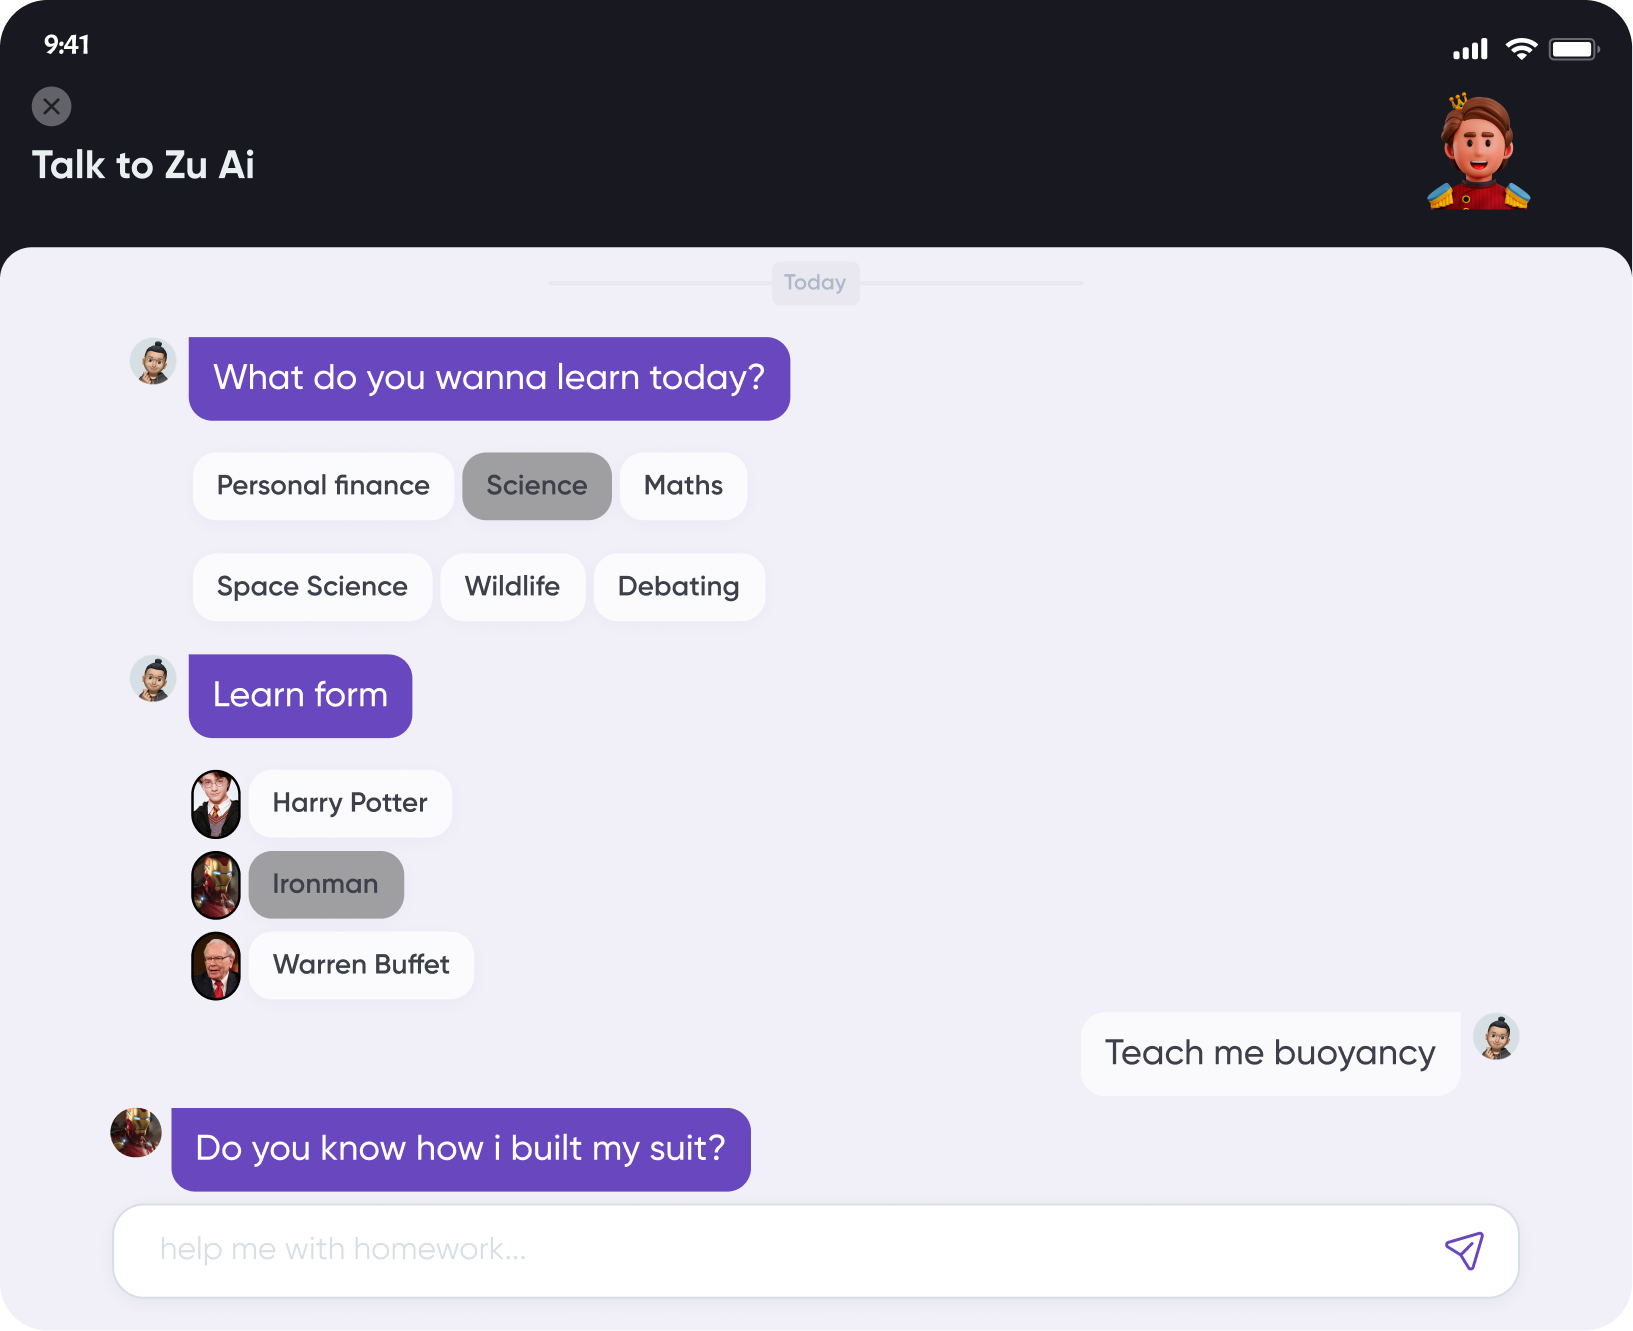 9:41
Talk to Zu Ai
Today
What do you wanna learn today?
Personal finance
Science
Maths
Space Science
Wildlife
Debating
Learn form
Harry Potter
Ironman
Warren Buffet
Teach me buoyancy
Do you know how i built my suit?
help me with homework...